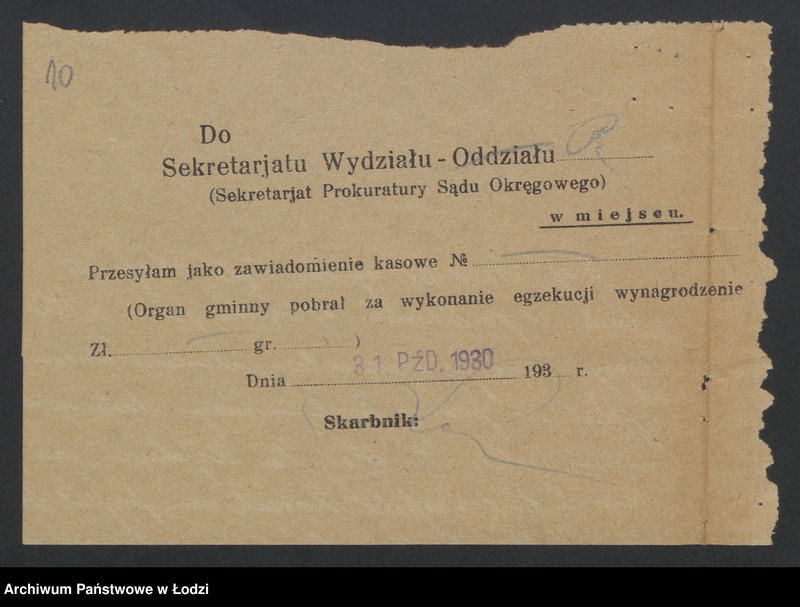 10
Do
Sekretarjatu Wydziału - Oddziału
(Sekretarjat Prokuratury Sądu Okręgowego)
w miejscu.
Przesyłam jako zawiadomienie kasowe №
(Organ gminny pobrał za wykonanie egzekucji wynagrodzenie
Zł. gr. )
31 PŹD. 1930
Dnia 193 r.
Skarbnik:
Archiwum Państwowe w Łodzi